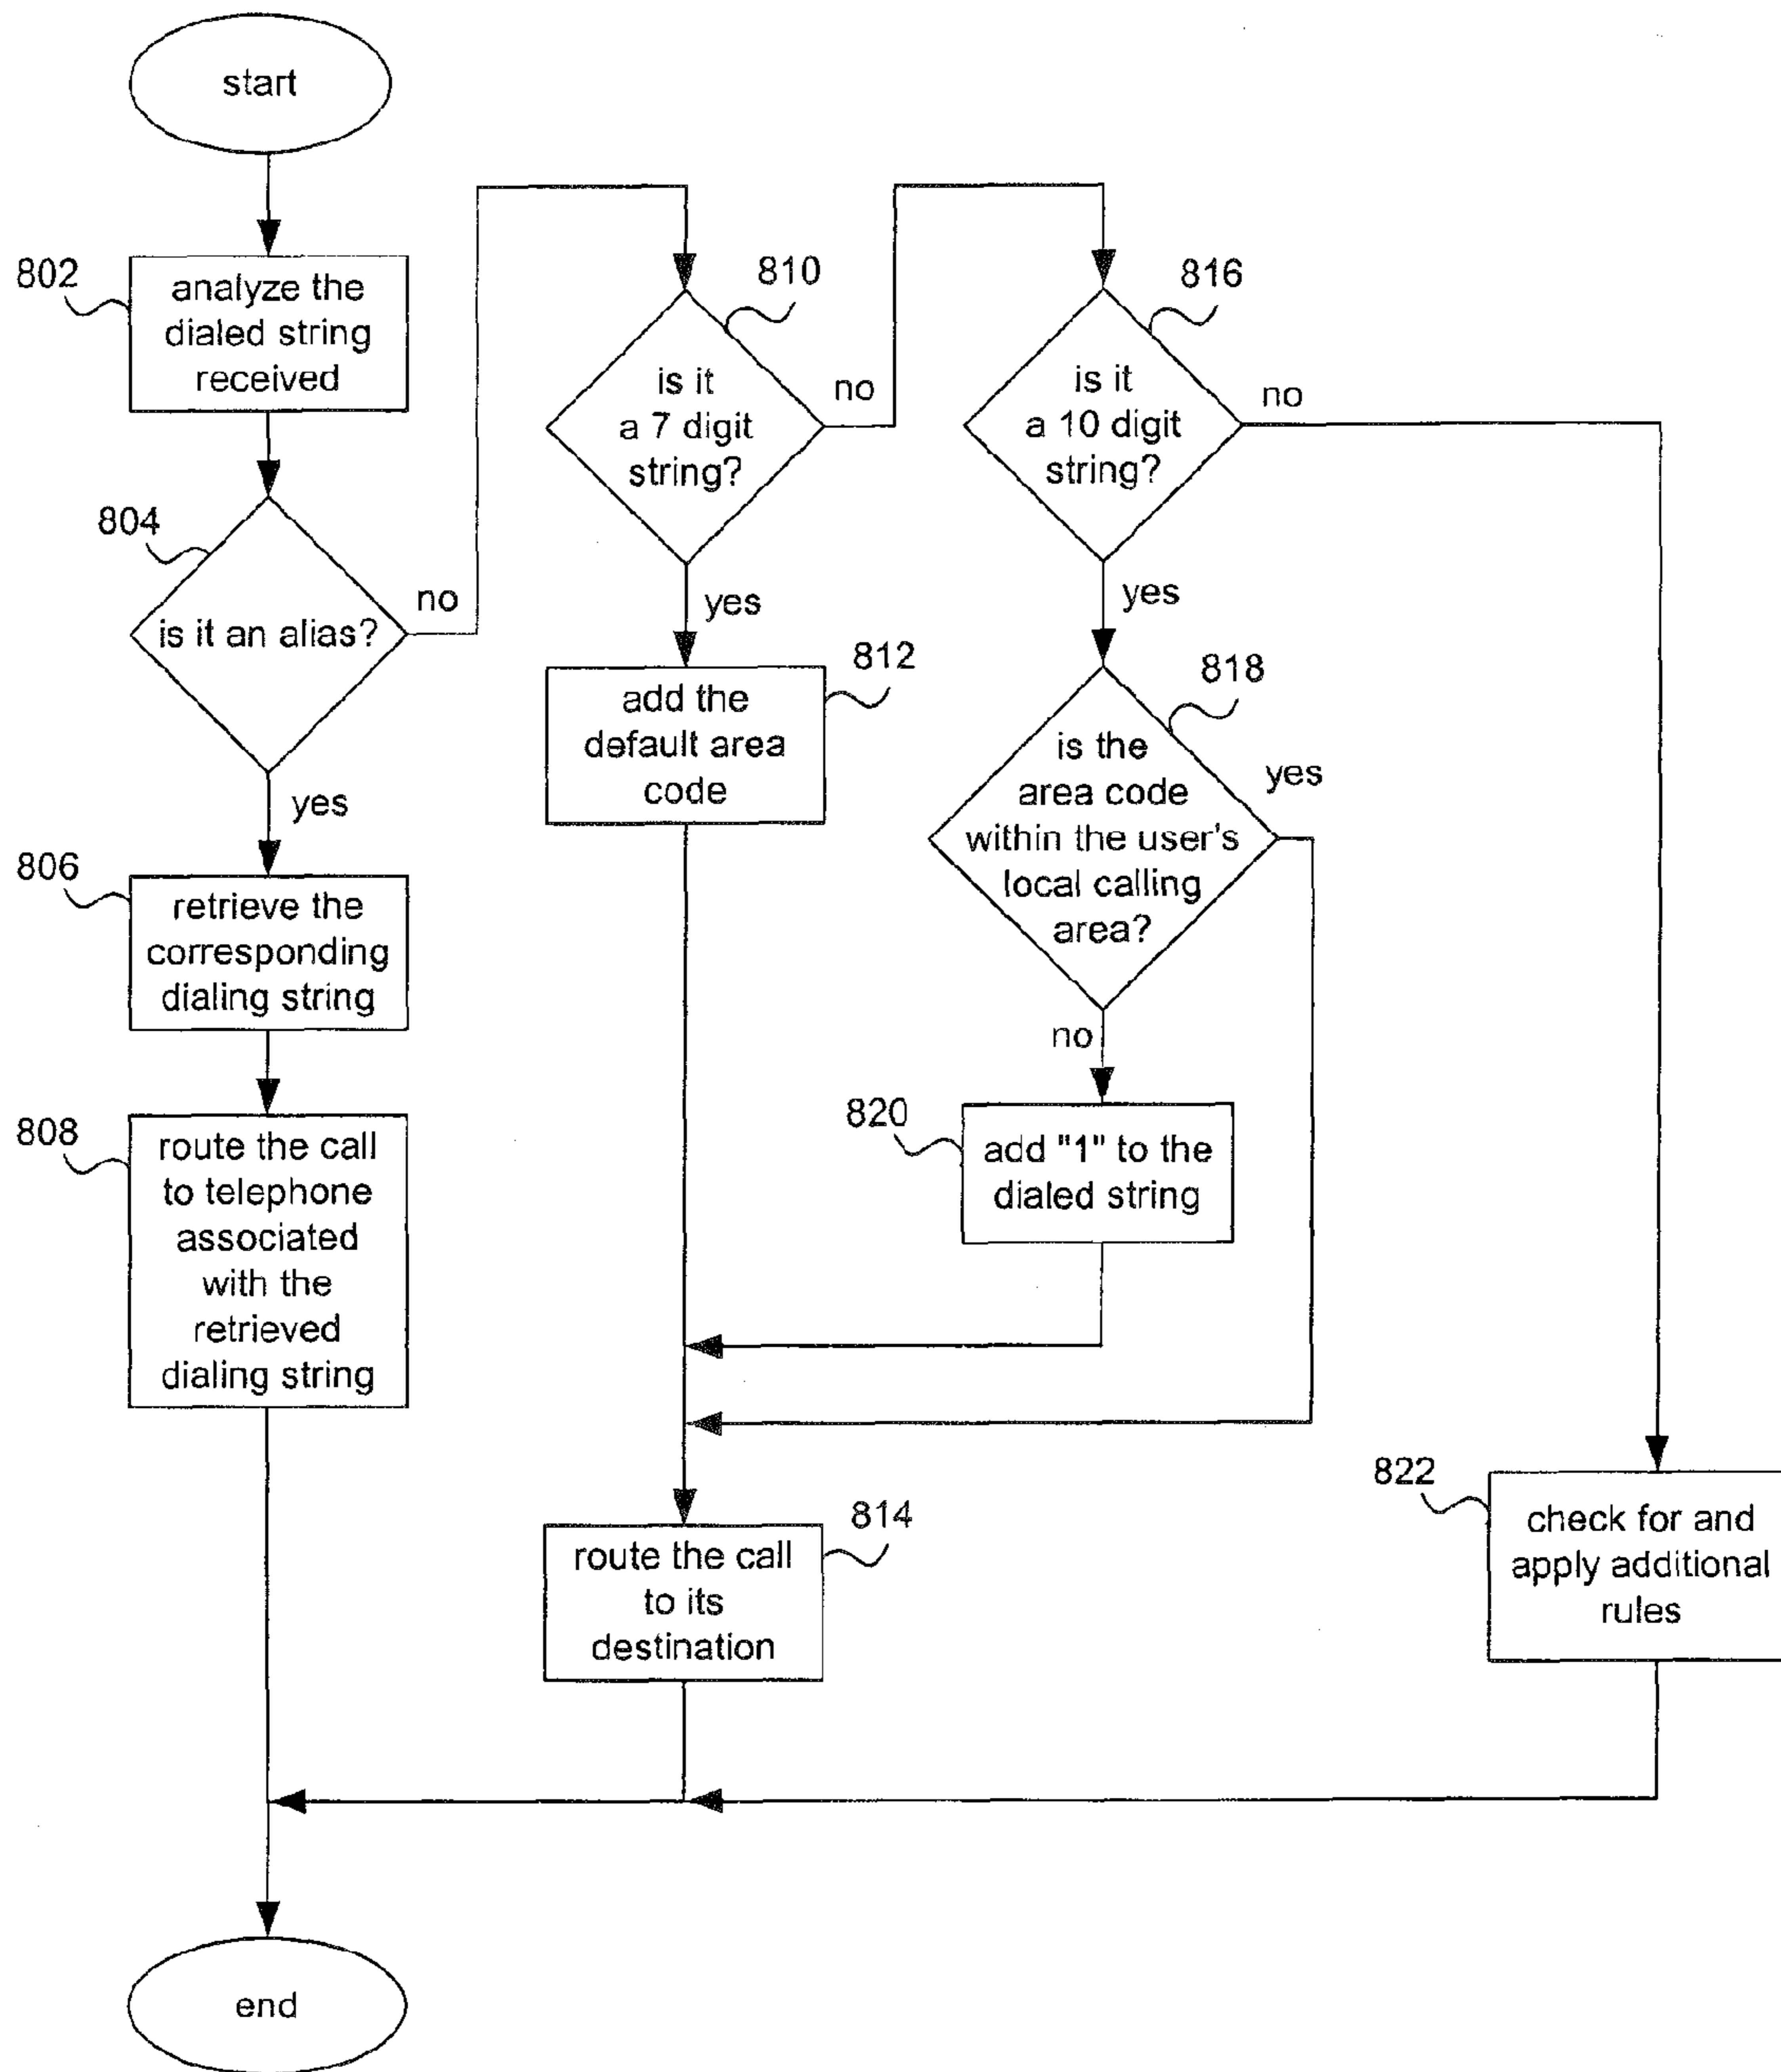 start
802
analyze the
dialed string
received
804
is it an alias?
no
yes
806
retrieve the
corresponding
dialing string
808
route the call
to telephone
associated
with the
retrieved
dialing string
810
is it
a 7 digit
string?
no
yes
812
add the
default area
code
814
route the call
to its
destination
816
is it
a 10 digit
string?
no
yes
818
is the
area code
within the user's
local calling
area?
yes
no
820
add "1" to the
dialed string
822
check for and
apply additional
rules
end